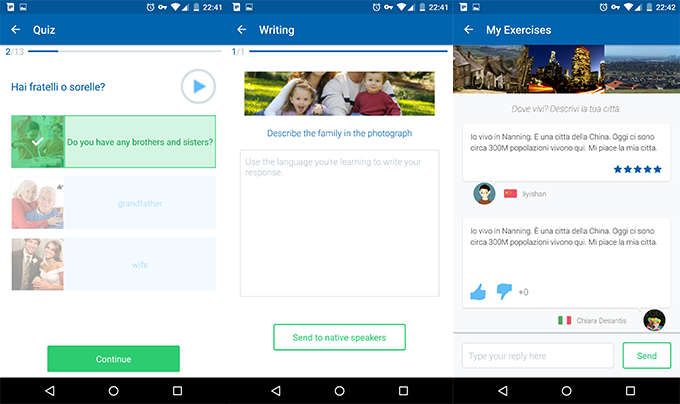 22:41
Quiz
2/13
Hai fratelli o sorelle?
Do you have any brothers and sisters?
grandfather
wife
Continue
22:41
Writing
1/1
Describe the family in the photograph
Use the language you're learning to write your
response.
Send to native speakers
22:42
My Exercises
Dove vivi? Descrivi la tua città.
Io vivo in Nanning. E una citta della China. Oggi ci sono
circa 300M popolazioni vivono qui. Mi piace la mia citta.
liyishan
Io vivo in Nanning. È una citta della China. Oggi ci sono
circa 300M popolazioni vivono qui. Mi piace la mia citta.
+0
Chiara Desantis
Type your reply here
Send